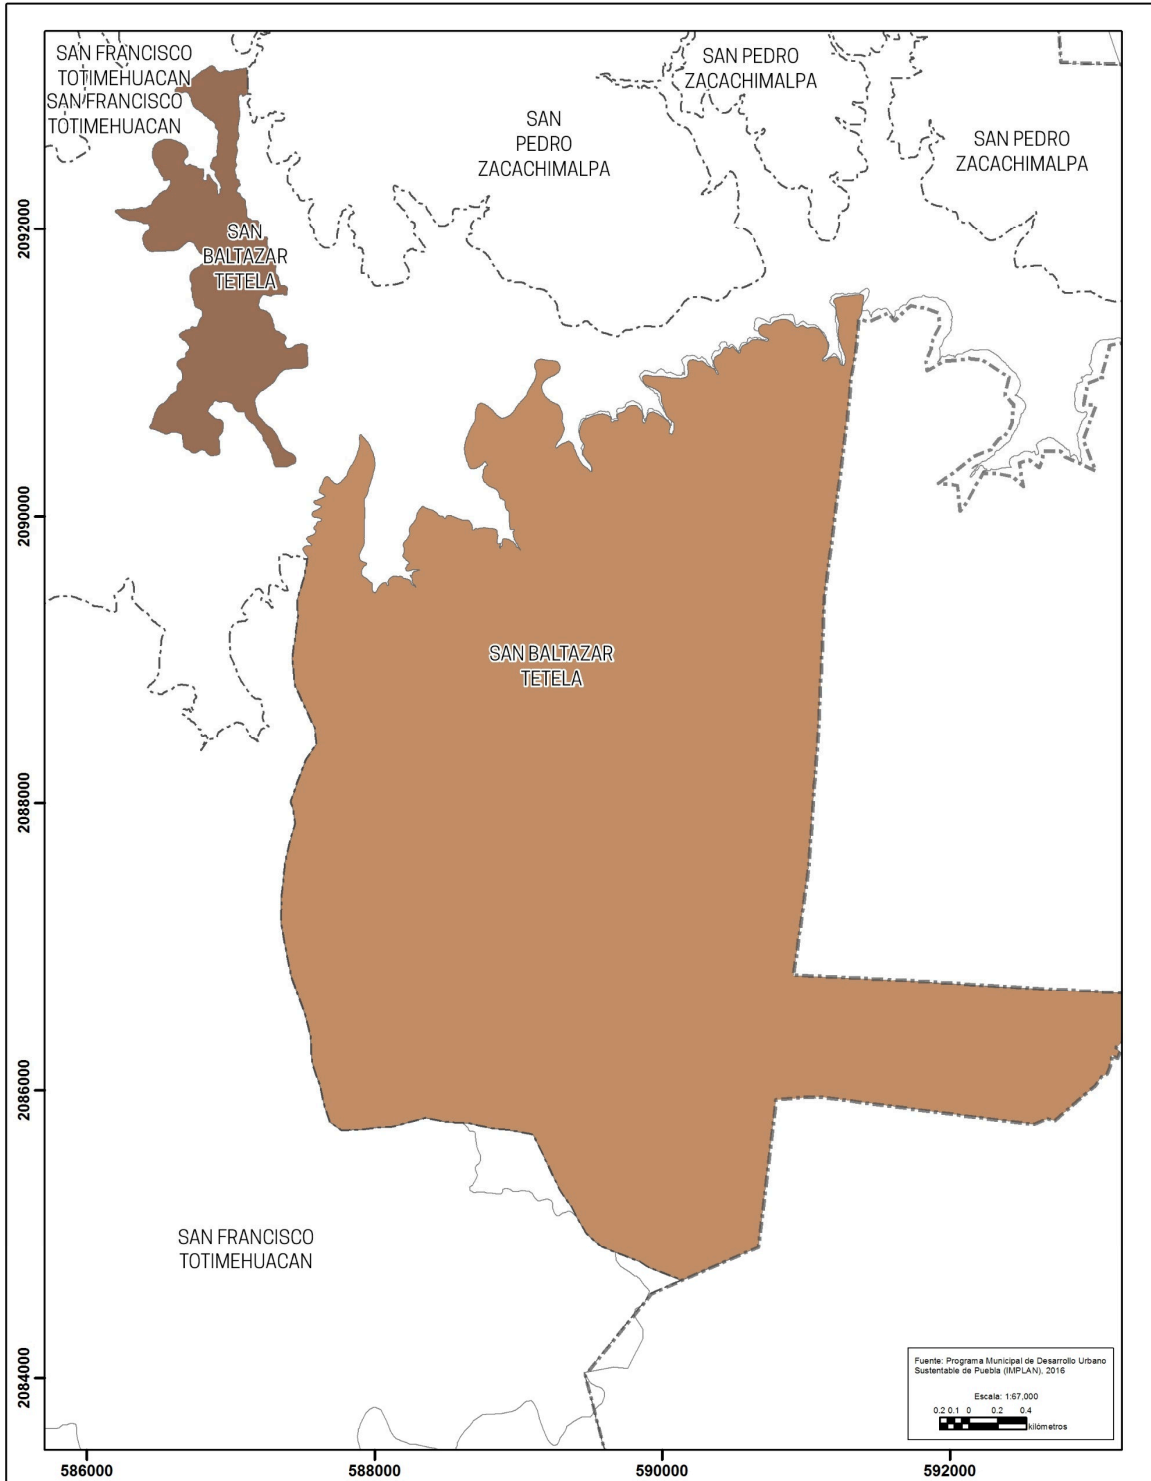 SAN FRANCISCO
TOTIMEHUACAN
SAN FRANCISCO
TOTIMEHUACAN
SAN PEDRO
ZACACHIMALPA
SAN
PEDRO
ZACACHIMALPA
SAN PEDRO
ZACACHIMALPA
SAN
BALTAZAR
TETELA
SAN BALTAZAR
TETELA
SAN FRANCISCO
TOTIMEHUACAN
2092000
2090000
2088000
2086000
2084000
Fuente: Programa Municipal de Desarrollo Urbano
Sustentable de Puebla (IMPLAN), 2016
Escala: 1:67,000
0.2 0.1 0 0.2 0.4
kilómetros
586000 588000 590000 592000